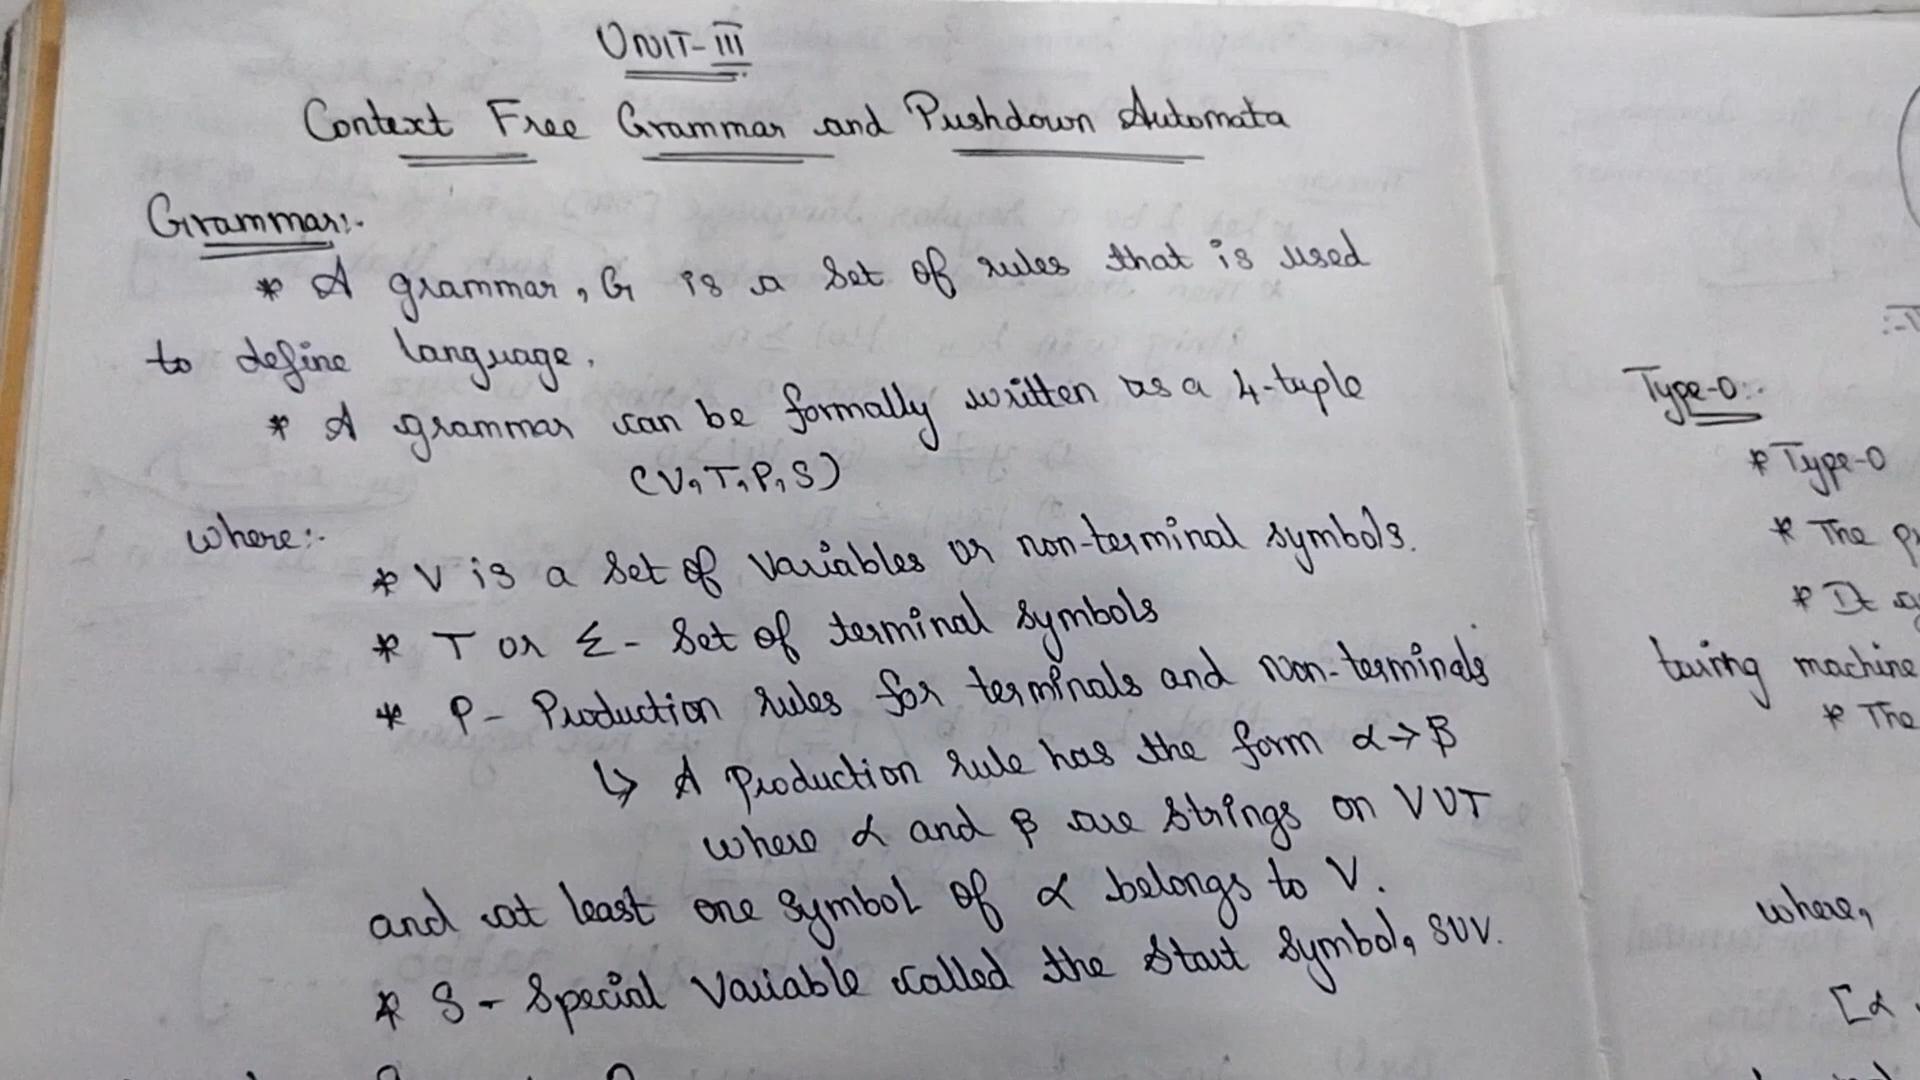 UNIT-III
Context Free Grammar and Pushdown Automata
Grammar:-
* A grammar, G is a set of rules that is used
to define language.
* A grammar can be formally written as a 4-tuple
(V, T, P, S)
where:-
* V is a set of variables or non-terminal symbols.
* T or Σ - Set of terminal symbols
* P - Production rules for terminals and non-terminals
↳ A production rule has the form α→β
where α and β are strings on VUT
and at least one symbol of α belongs to V.
* S - Special Variable called the start symbol, SUV.
Type-0:-
* Type-0
* The
* It
turing machine
* The
where,
[α